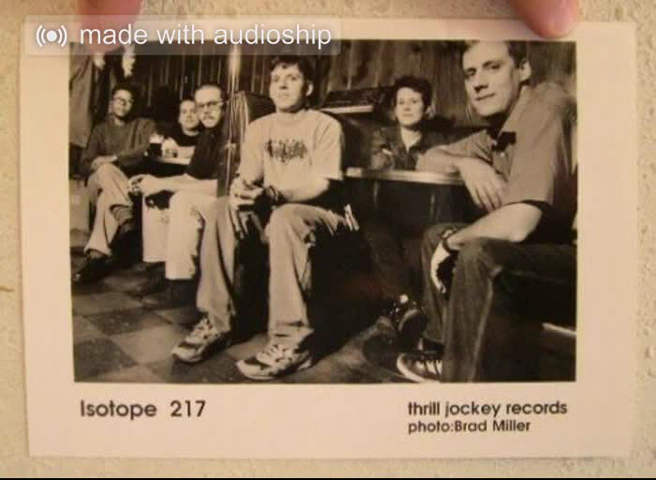 made with audioship
Isotope 217
thrill jockey records
photo:Brad Miller